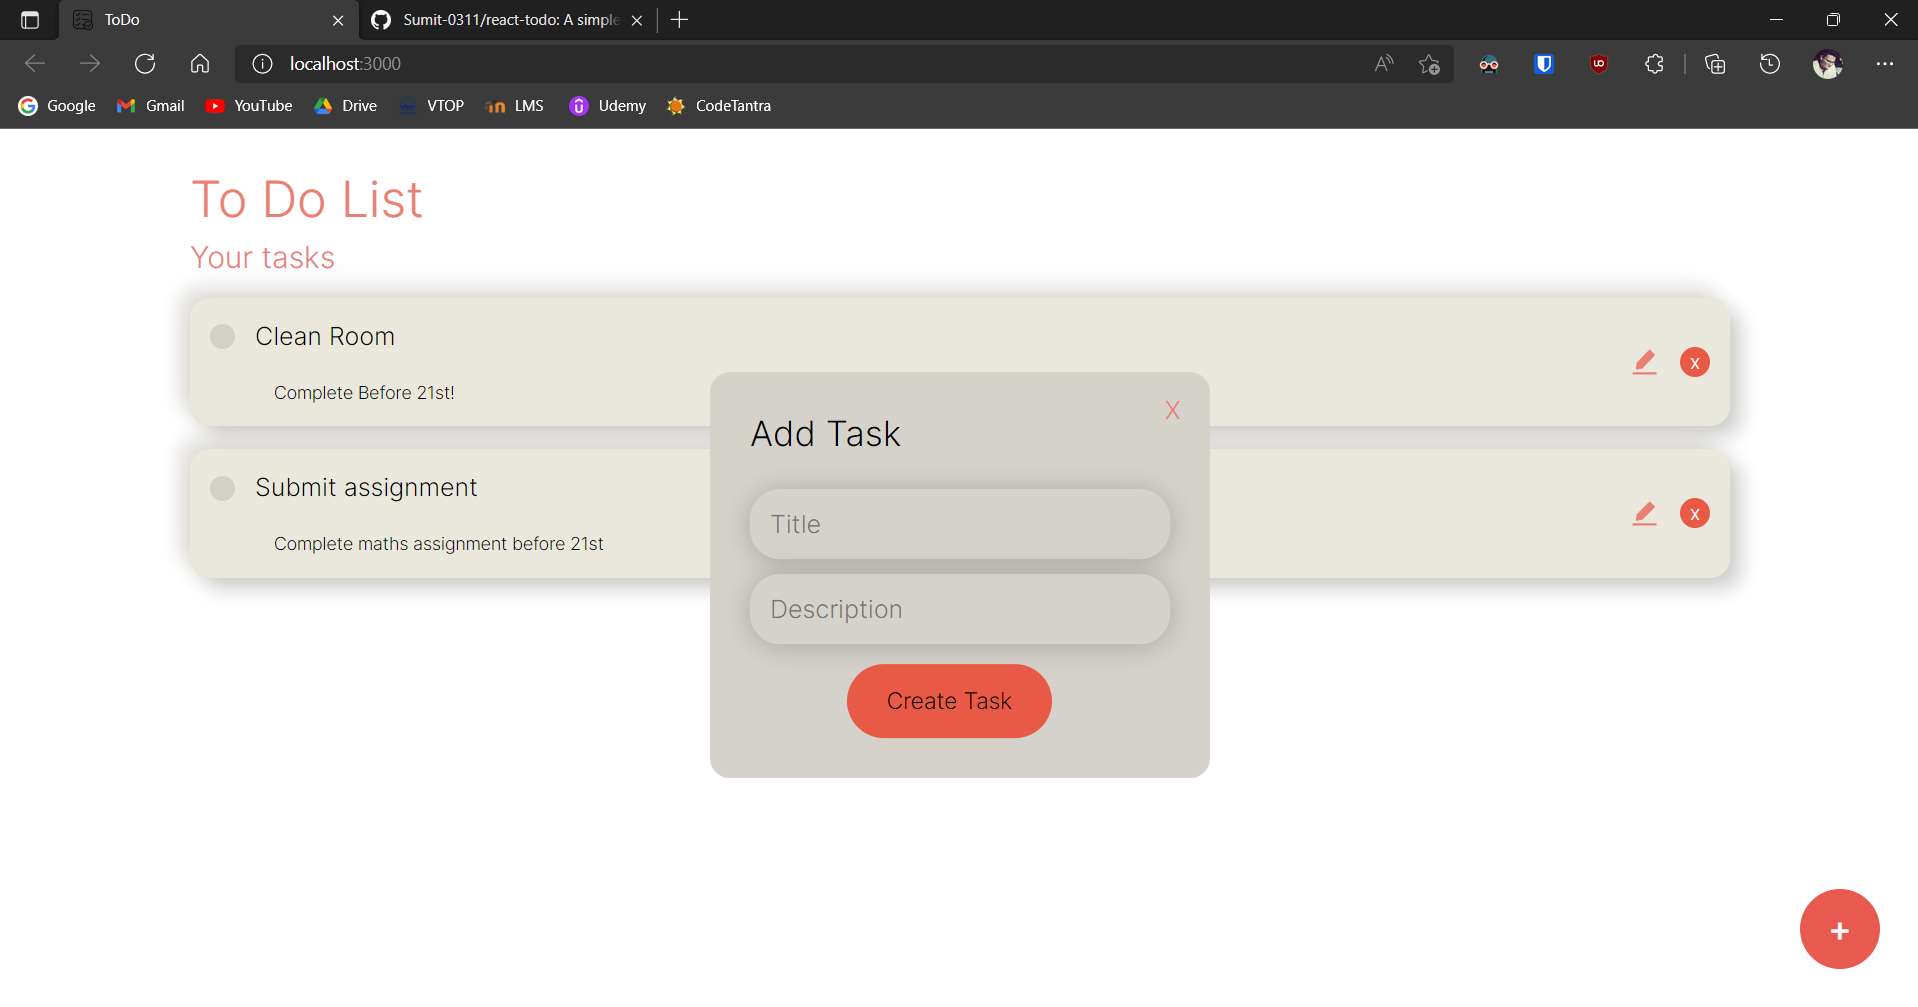 ToDo
Sumit-0311/react-todo: A simple
localhost:3000
Google Gmail YouTube Drive VTOP LMS Udemy CodeTantra
To Do List
Your tasks
Clean Room
Complete Before 21st!
x
Submit assignment
Complete maths assignment before 21st
x
X
Add Task
Title
Description
Create Task
+